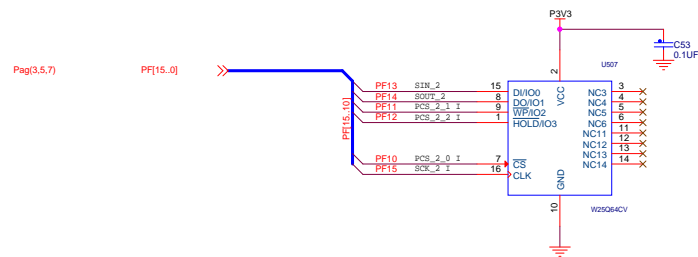 P3V3
C53
0.1UF
Pag(3,5,7)
PF[15..0]
U507
2
VCC
PF13 SIN_2 15 DI/IO0
PF14 SOUT_2 8 DO/IO1
PF11 PCS_2_1 I 9 WP/IO2
PF12 PCS_2_2 I 1 HOLD/IO3
PF[15..10]
PF10 PCS_2_0 I 7 CS
PF15 SCK_2 I 16 CLK
NC3 3
NC4 4
NC5 5
NC6 6
NC11 11
NC12 12
NC13 13
NC14 14
GND
10
W25Q64CV